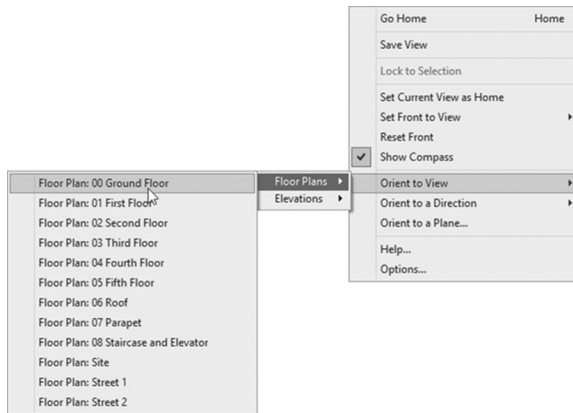 Go Home Home
Save View
Lock to Selection
Set Current View as Home
Set Front to View
Reset Front
Show Compass
Orient to View
Orient to a Direction
Orient to a Plane...
Help...
Options...
Floor Plans
Elevations
Floor Plan: 00 Ground Floor
Floor Plan: 01 First Floor
Floor Plan: 02 Second Floor
Floor Plan: 03 Third Floor
Floor Plan: 04 Fourth Floor
Floor Plan: 05 Fifth Floor
Floor Plan: 06 Roof
Floor Plan: 07 Parapet
Floor Plan: 08 Staircase and Elevator
Floor Plan: Site
Floor Plan: Street 1
Floor Plan: Street 2